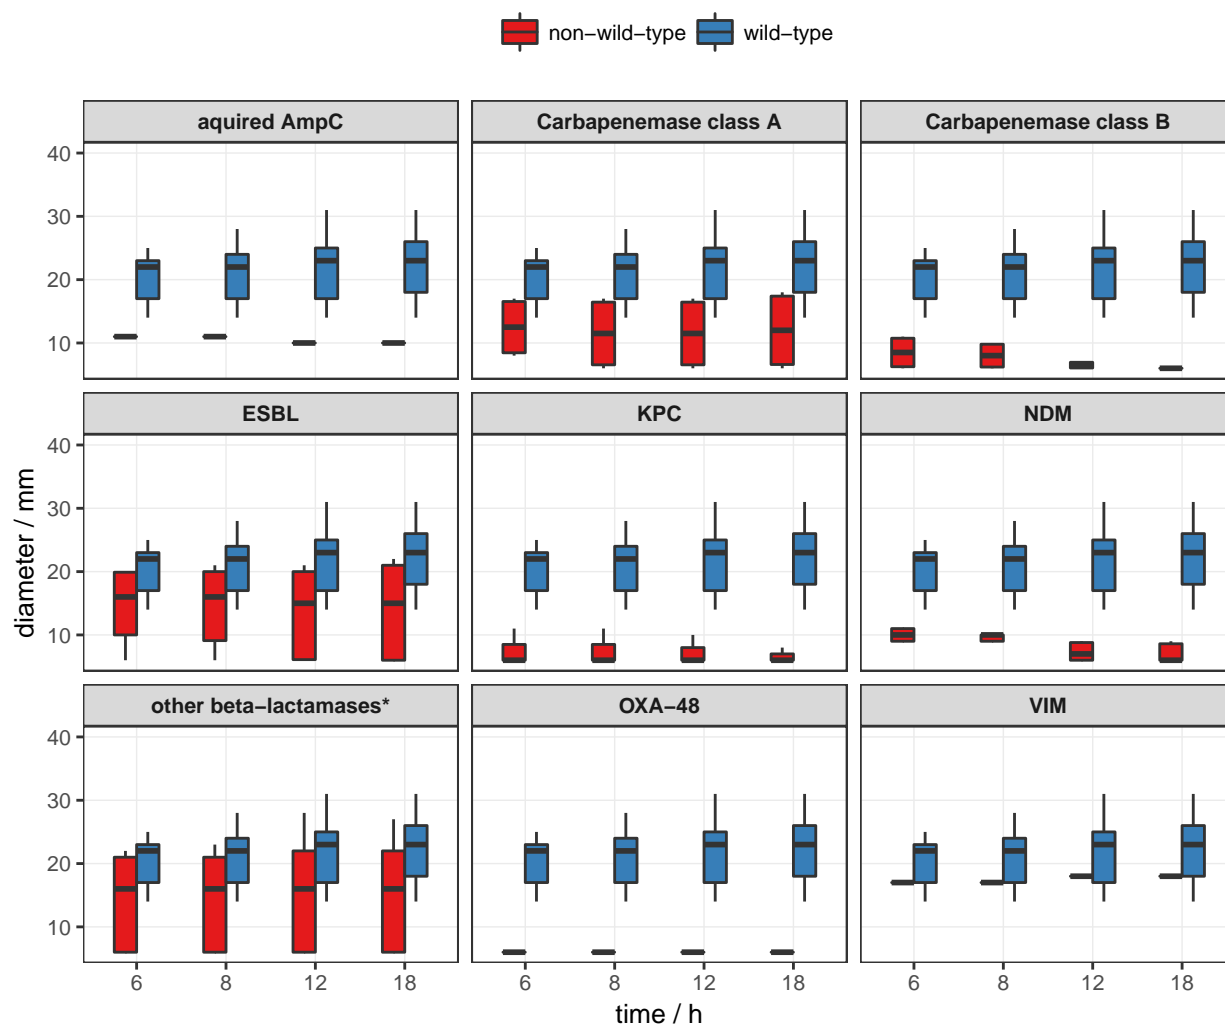 non−wild−type wild−type
aquired AmpC Carbapenemase class A Carbapenemase class B
40
30
20
10
ESBL KPC NDM
40
30
20
10
diameter / mm
other beta−lactamases* OXA−48 VIM
40
30
20
10
6 8 12 18 6 8 12 18 6 8 12 18
time / h